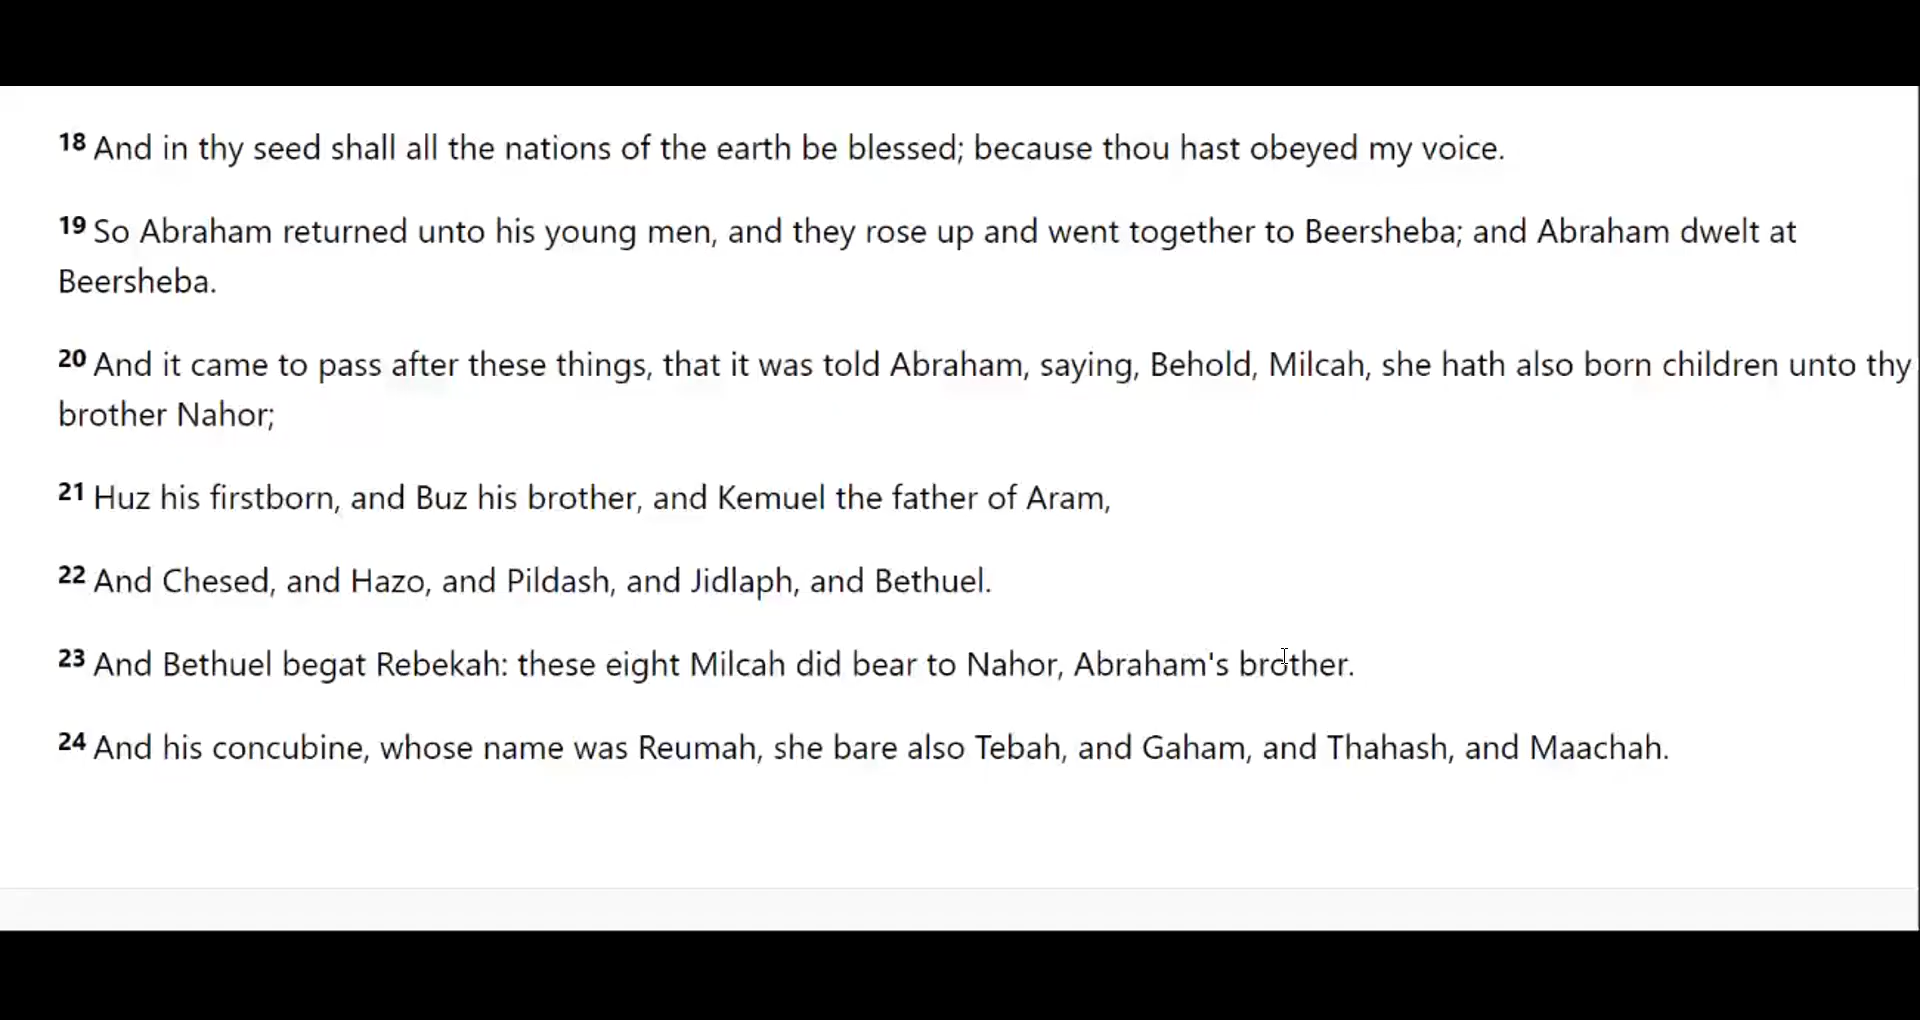 18 And in thy seed shall all the nations of the earth be blessed; because thou hast obeyed my voice.
19 So Abraham returned unto his young men, and they rose up and went together to Beersheba; and Abraham dwelt at
Beersheba.
20 And it came to pass after these things, that it was told Abraham, saying, Behold, Milcah, she hath also born children unto thy
brother Nahor;
21 Huz his firstborn, and Buz his brother, and Kemuel the father of Aram,
22 And Chesed, and Hazo, and Pildash, and Jidlaph, and Bethuel.
23 And Bethuel begat Rebekah: these eight Milcah did bear to Nahor, Abraham's brother.
24 And his concubine, whose name was Reumah, she bare also Tebah, and Gaham, and Thahash, and Maachah.